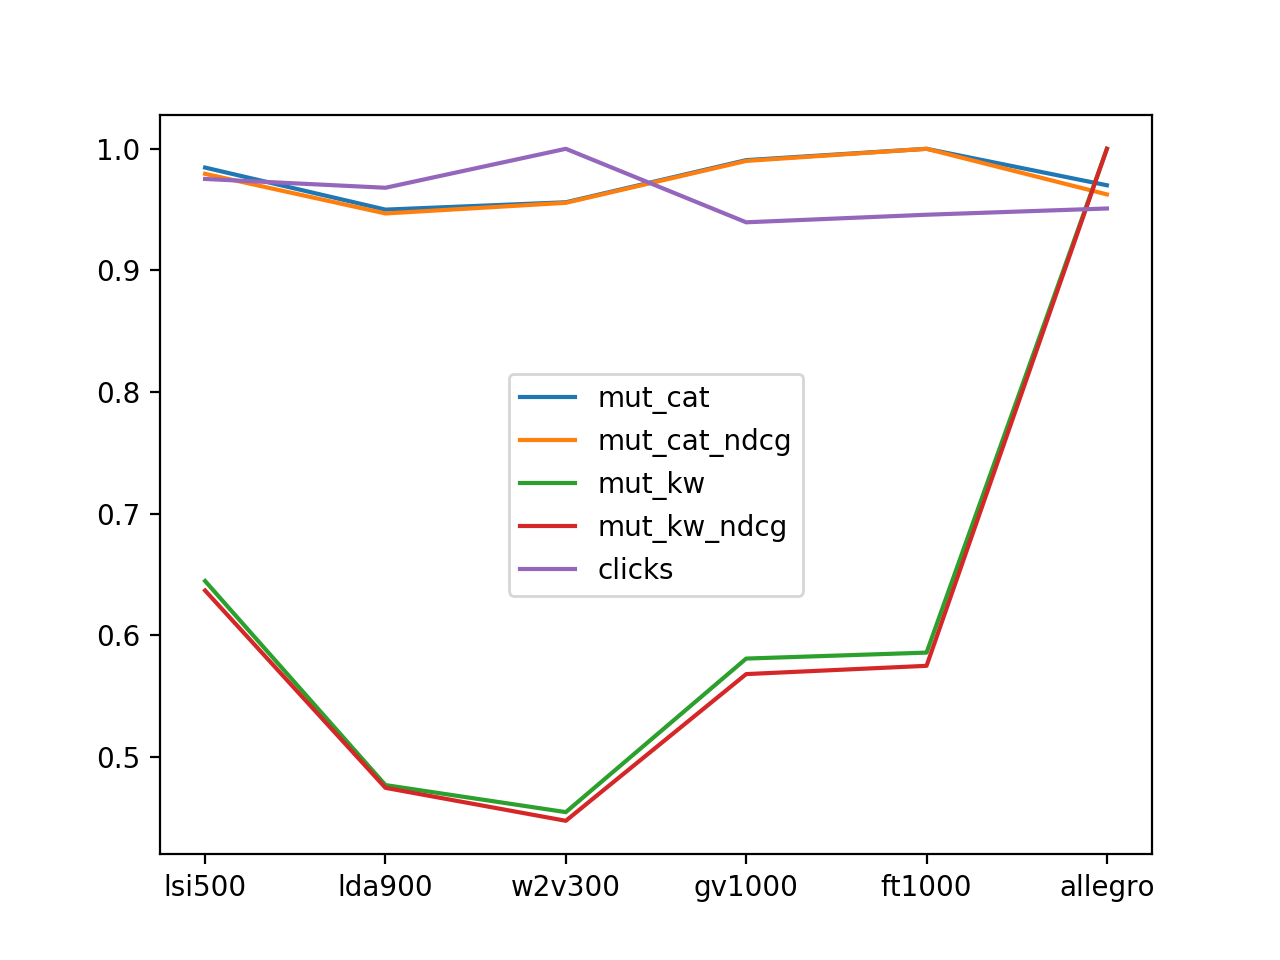 1.0
0.9
0.8
0.7
0.6
0.5
mut_cat
mut_cat_ndcg
mut_kw
mut_kw_ndcg
clicks
lsi500 lda900 w2v300 gv1000 ft1000 allegro